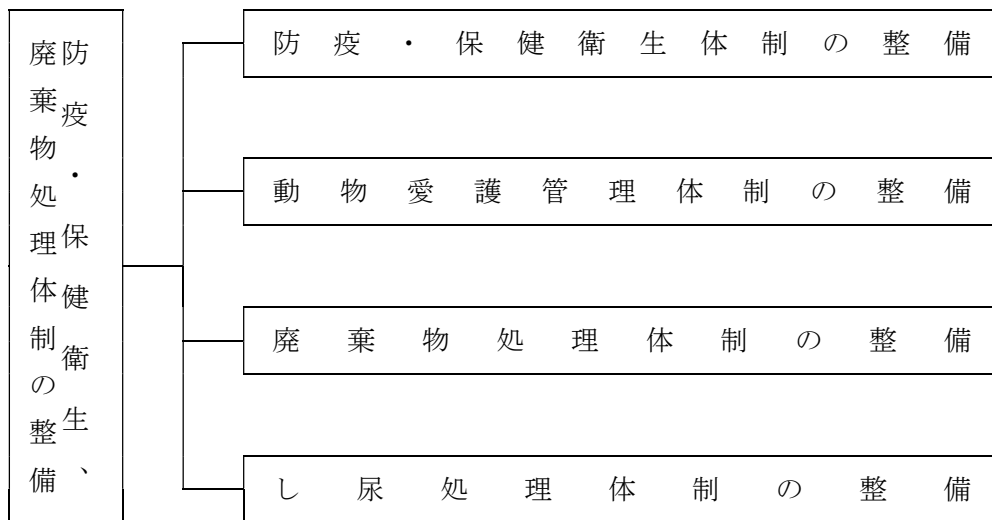 防疫・保健衛生、
廃棄物処理体制の整備
防疫・保健衛生体制の整備
動物愛護管理体制の整備
廃棄物処理体制の整備
し尿処理体制の整備